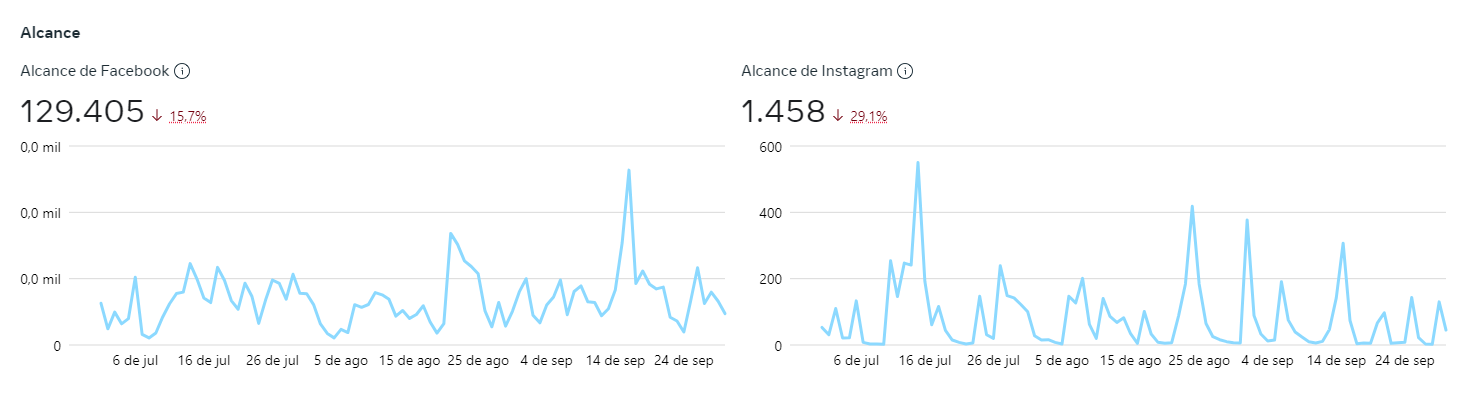 Alcance
Alcance de Facebook
129.405 ↓ 15,7%
0,0 mil
0,0 mil
0,0 mil
0
6 de jul 16 de jul 26 de jul 5 de ago 15 de ago 25 de ago 4 de sep 14 de sep 24 de sep
Alcance de Instagram
1.458 ↓ 29,1%
600
400
200
0
6 de jul 16 de jul 26 de jul 5 de ago 15 de ago 25 de ago 4 de sep 14 de sep 24 de sep